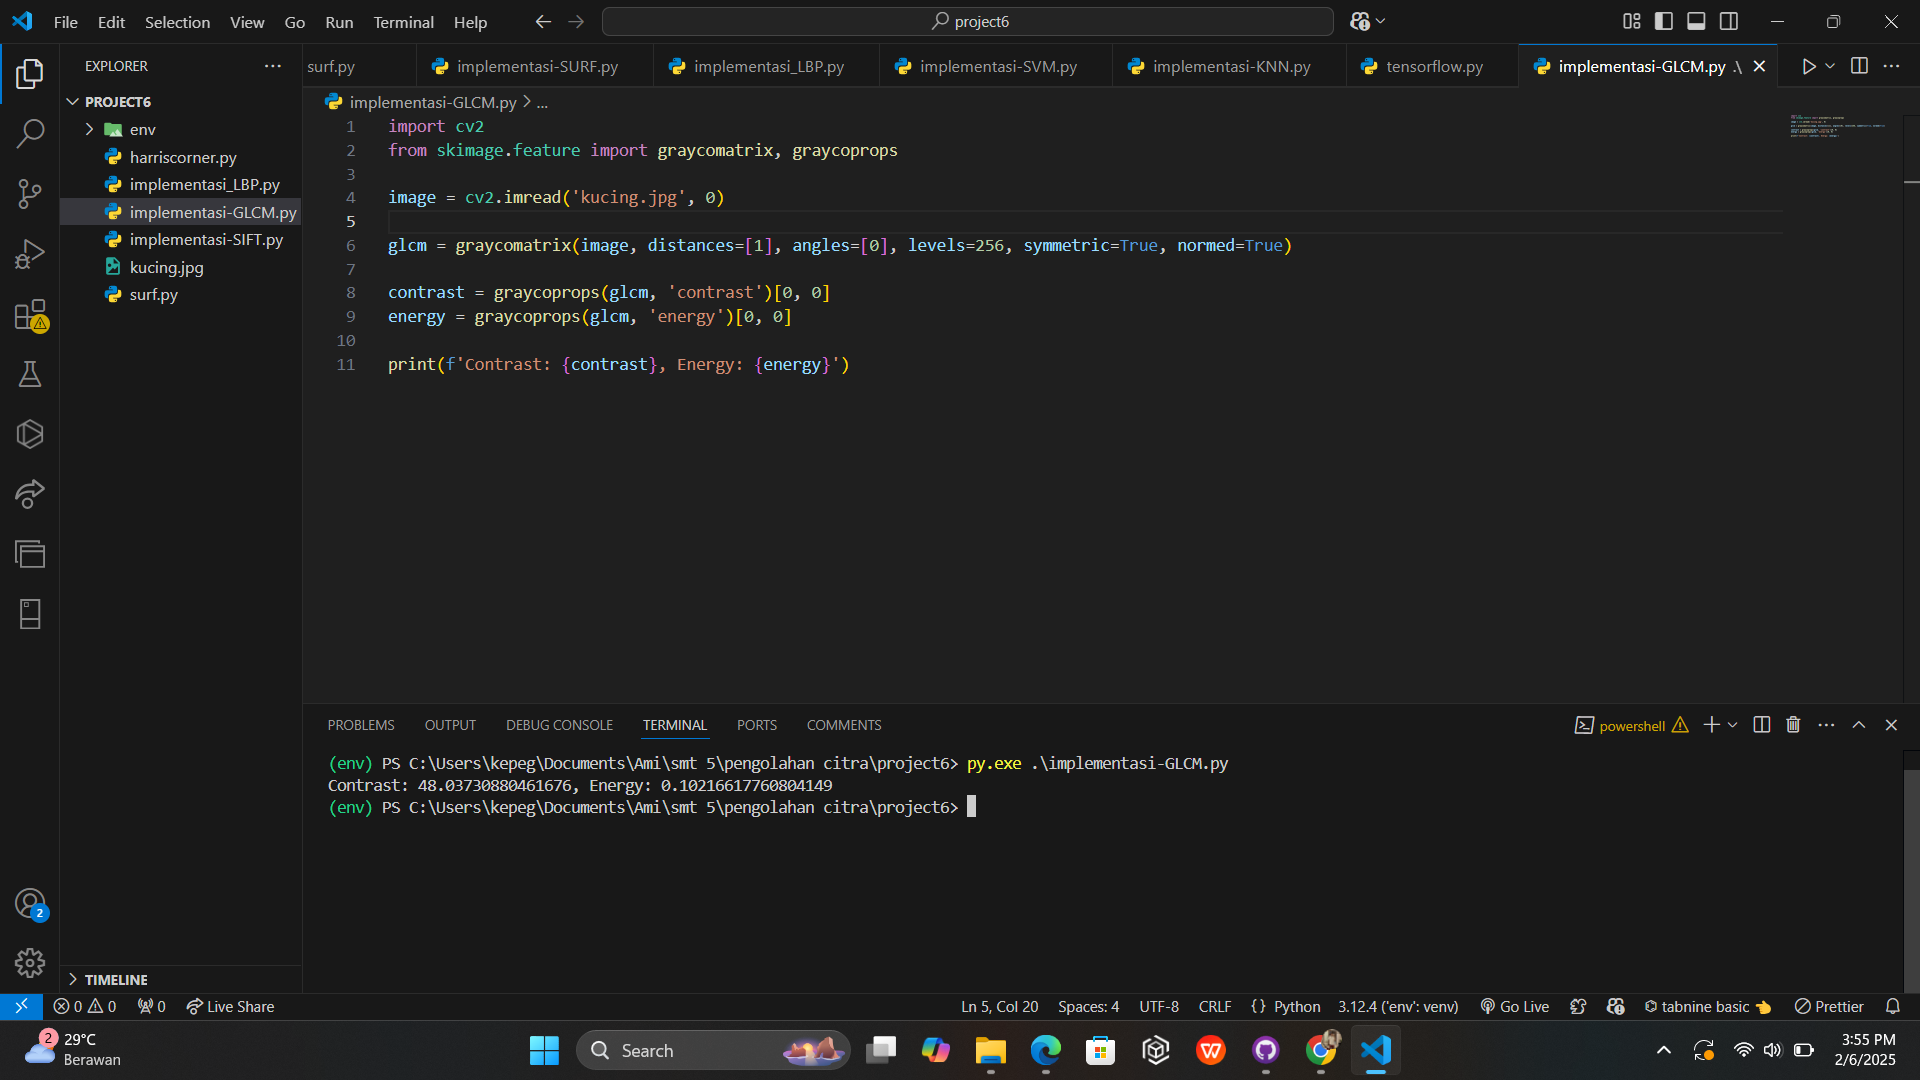 File Edit Selection View Go Run Terminal Help
project6
EXPLORER
surf.py
implementasi-SURF.py
implementasi_LBP.py
implementasi-SVM.py
implementasi-KNN.py
tensorflow.py
implementasi-GLCM.py .\
PROJECT6
env
harriscorner.py
implementasi_LBP.py
implementasi-GLCM.py
implementasi-SIFT.py
kucing.jpg
surf.py
TIMELINE
implementasi-GLCM.py > ...
1 import cv2
2 from skimage.feature import graycomatrix, graycoprops
3
4 image = cv2.imread('kucing.jpg', 0)
5
6 glcm = graycomatrix(image, distances=[1], angles=[0], levels=256, symmetric=True, normed=True)
7
8 contrast = graycoprops(glcm, 'contrast')[0, 0]
9 energy = graycoprops(glcm, 'energy')[0, 0]
10
11 print(f'Contrast: {contrast}, Energy: {energy}')
PROBLEMS OUTPUT DEBUG CONSOLE TERMINAL PORTS COMMENTS
powershell
(env) PS C:\Users\kepeg\Documents\Ami\smt 5\pengolahan citra\project6> py.exe .\implementasi-GLCM.py
Contrast: 48.03730880461676, Energy: 0.10216617760804149
(env) PS C:\Users\kepeg\Documents\Ami\smt 5\pengolahan citra\project6>
2
0 0 0 Live Share
Ln 5, Col 20 Spaces: 4 UTF-8 CRLF {} Python 3.12.4 ('env': venv) Go Live tabnine basic Prettier
2
29°C
Berawan
Search
3:55 PM
2/6/2025